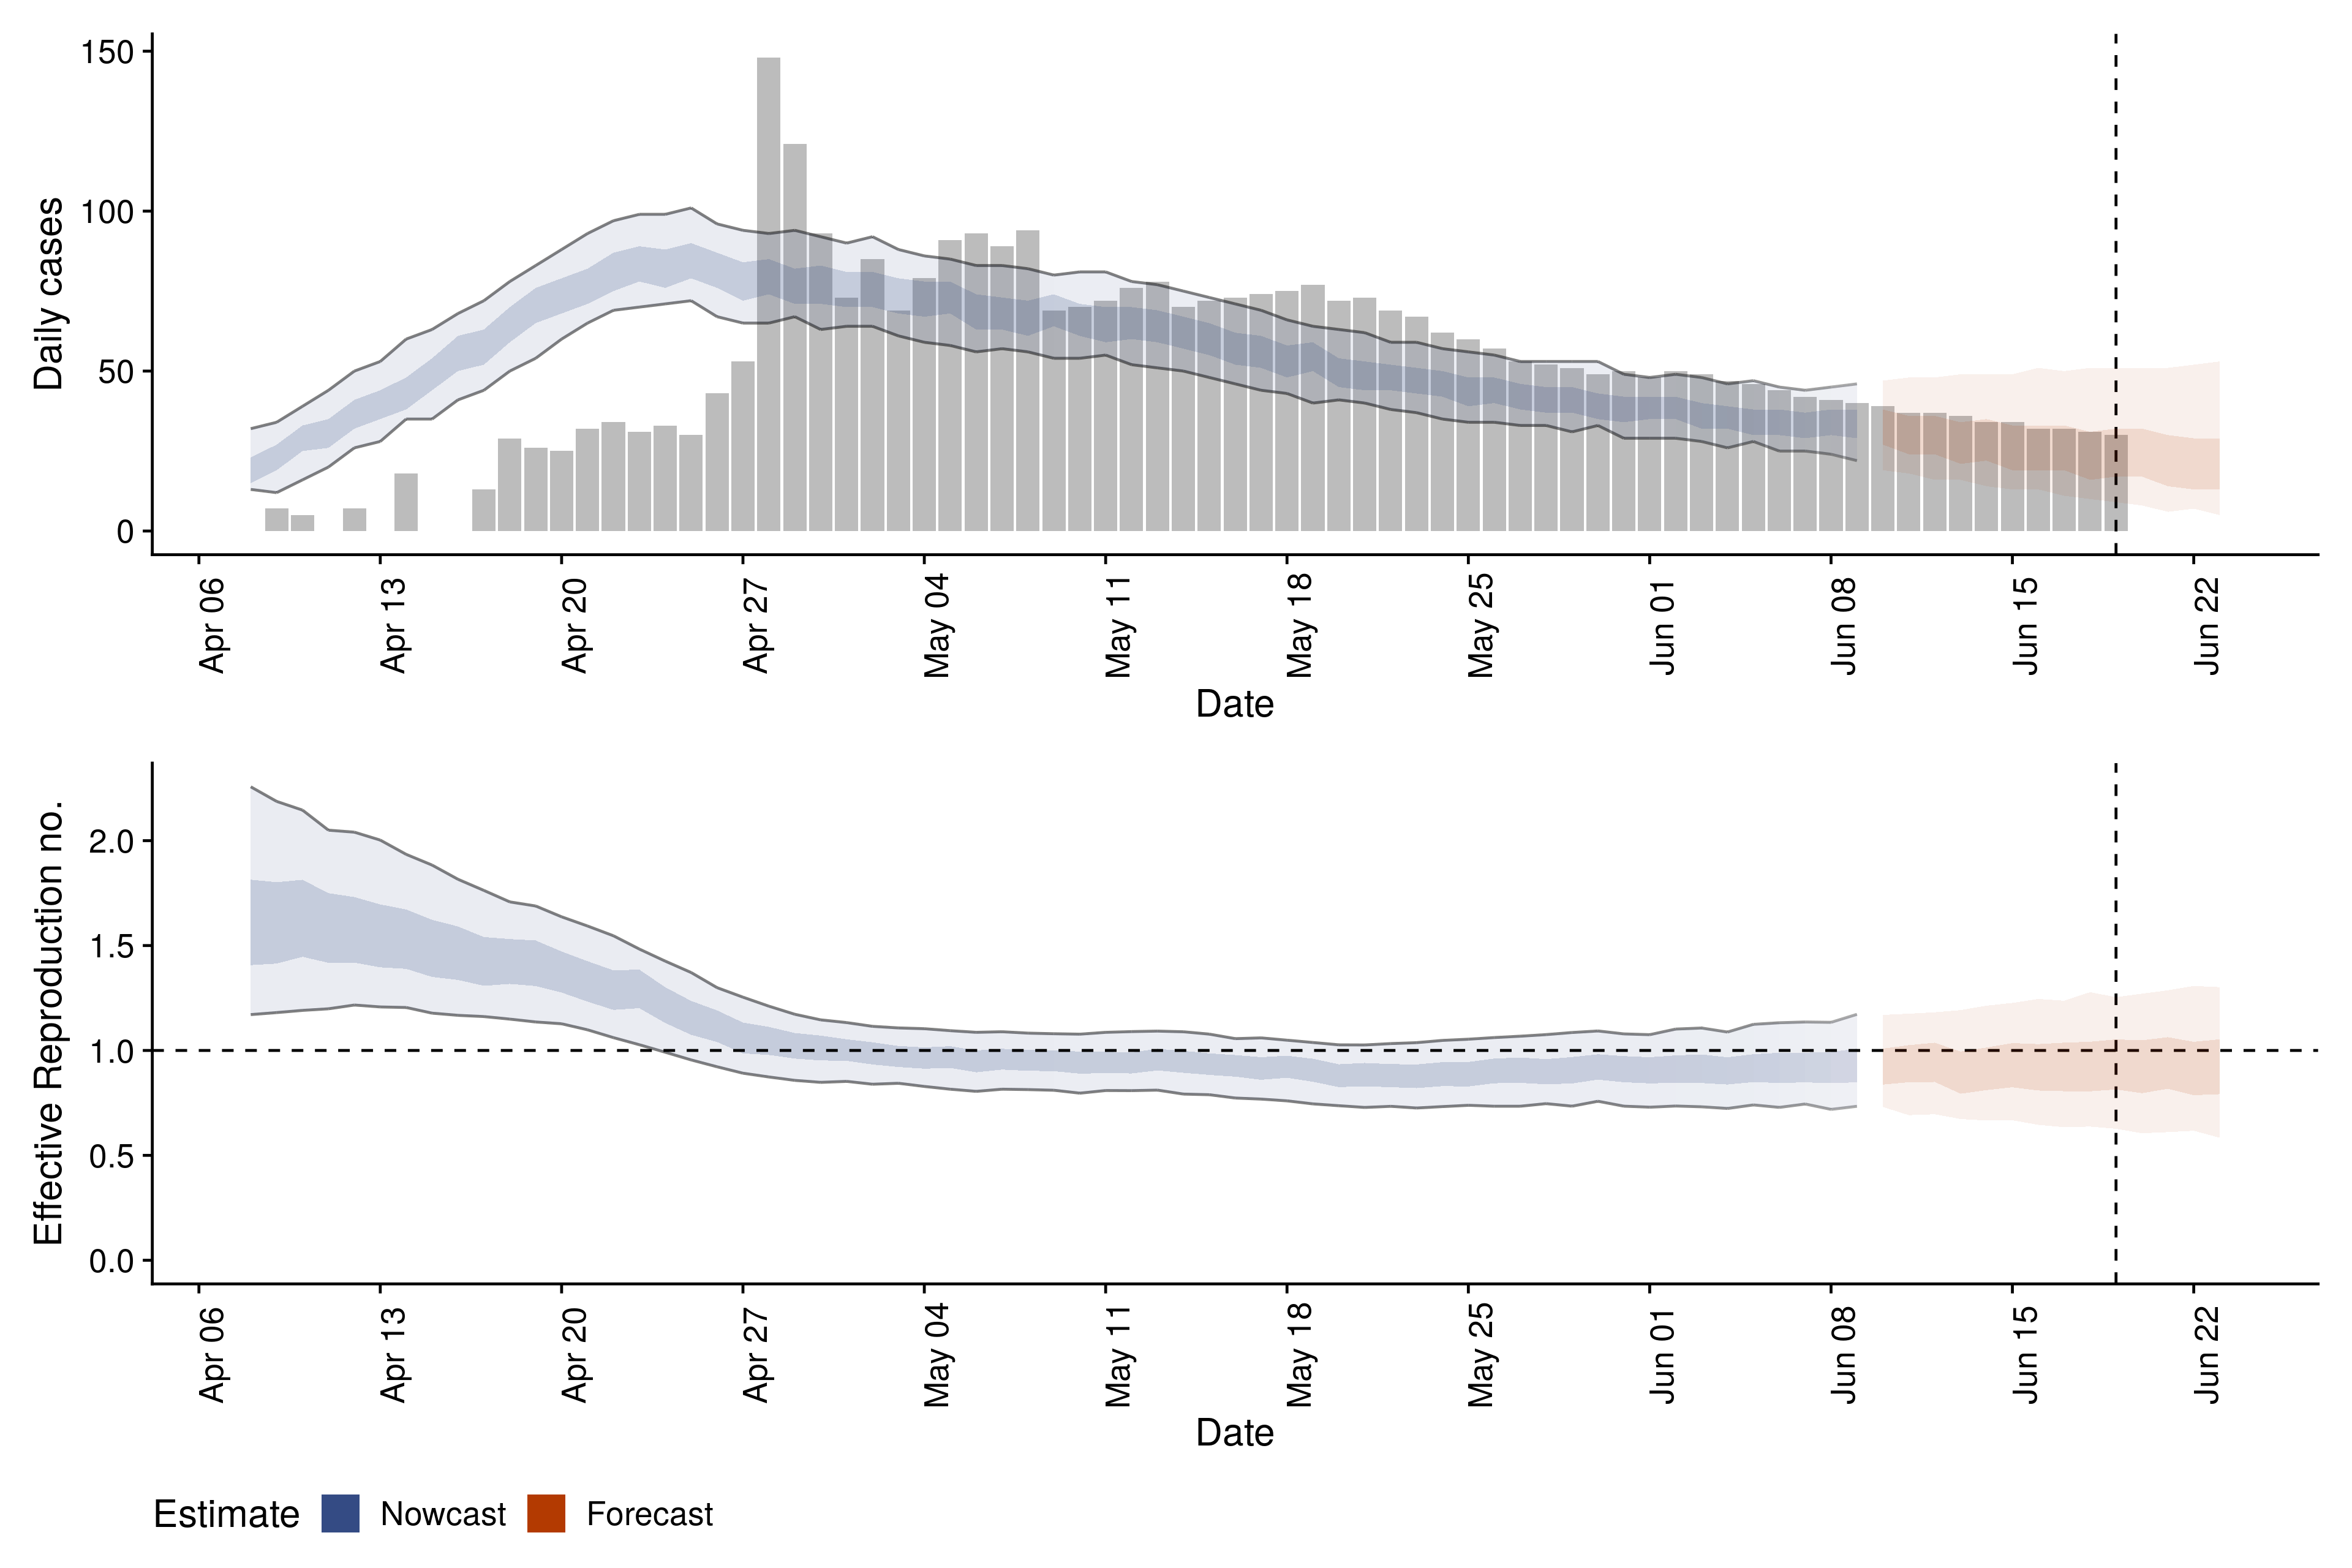 Daily cases
150
100
50
0
Apr 06
Apr 13
Apr 20
Apr 27
May 04
May 11
May 18
May 25
Jun 01
Jun 08
Jun 15
Jun 22
Date
Effective Reproduction no.
2.0
1.5
1.0
0.5
0.0
Apr 06
Apr 13
Apr 20
Apr 27
May 04
May 11
May 18
May 25
Jun 01
Jun 08
Jun 15
Jun 22
Date
Estimate Nowcast Forecast